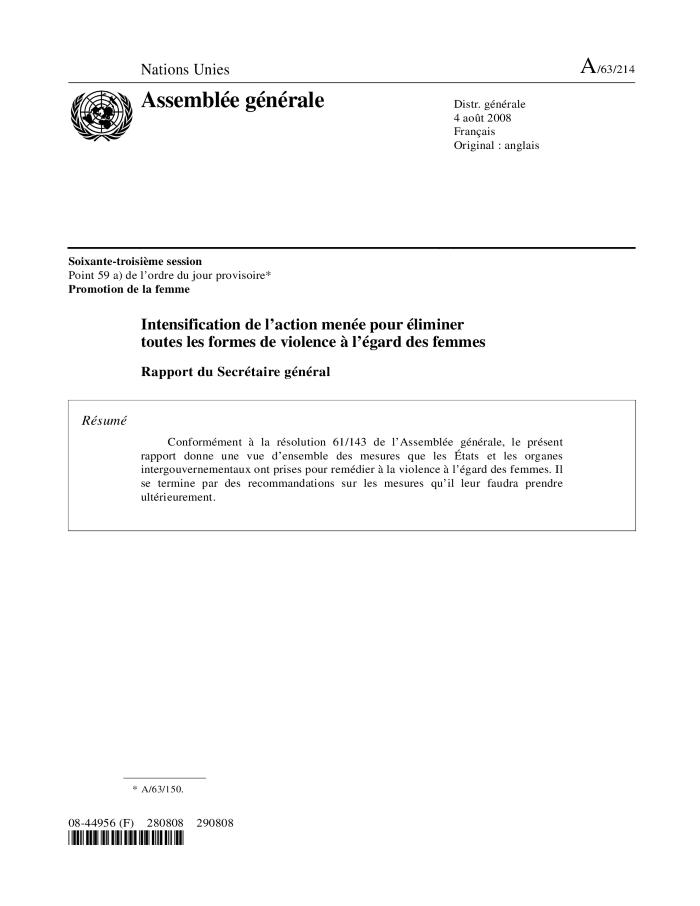 Nations Unies
A/63/214
Assemblée générale
Distr. générale
4 août 2008
Français
Original : anglais
Soixante-troisième session
Point 59 a) de l’ordre du jour provisoire*
Promotion de la femme
Intensification de l’action menée pour éliminer
toutes les formes de violence à l’égard des femmes
Rapport du Secrétaire général
Résumé
Conformément à la résolution 61/143 de l’Assemblée générale, le présent
rapport donne une vue d’ensemble des mesures que les États et les organes
intergouvernementaux ont prises pour remédier à la violence à l’égard des femmes. Il
se termine par des recommandations sur les mesures qu’il leur faudra prendre
ultérieurement.
* A/63/150.
08-44956 (F) 280808 290808